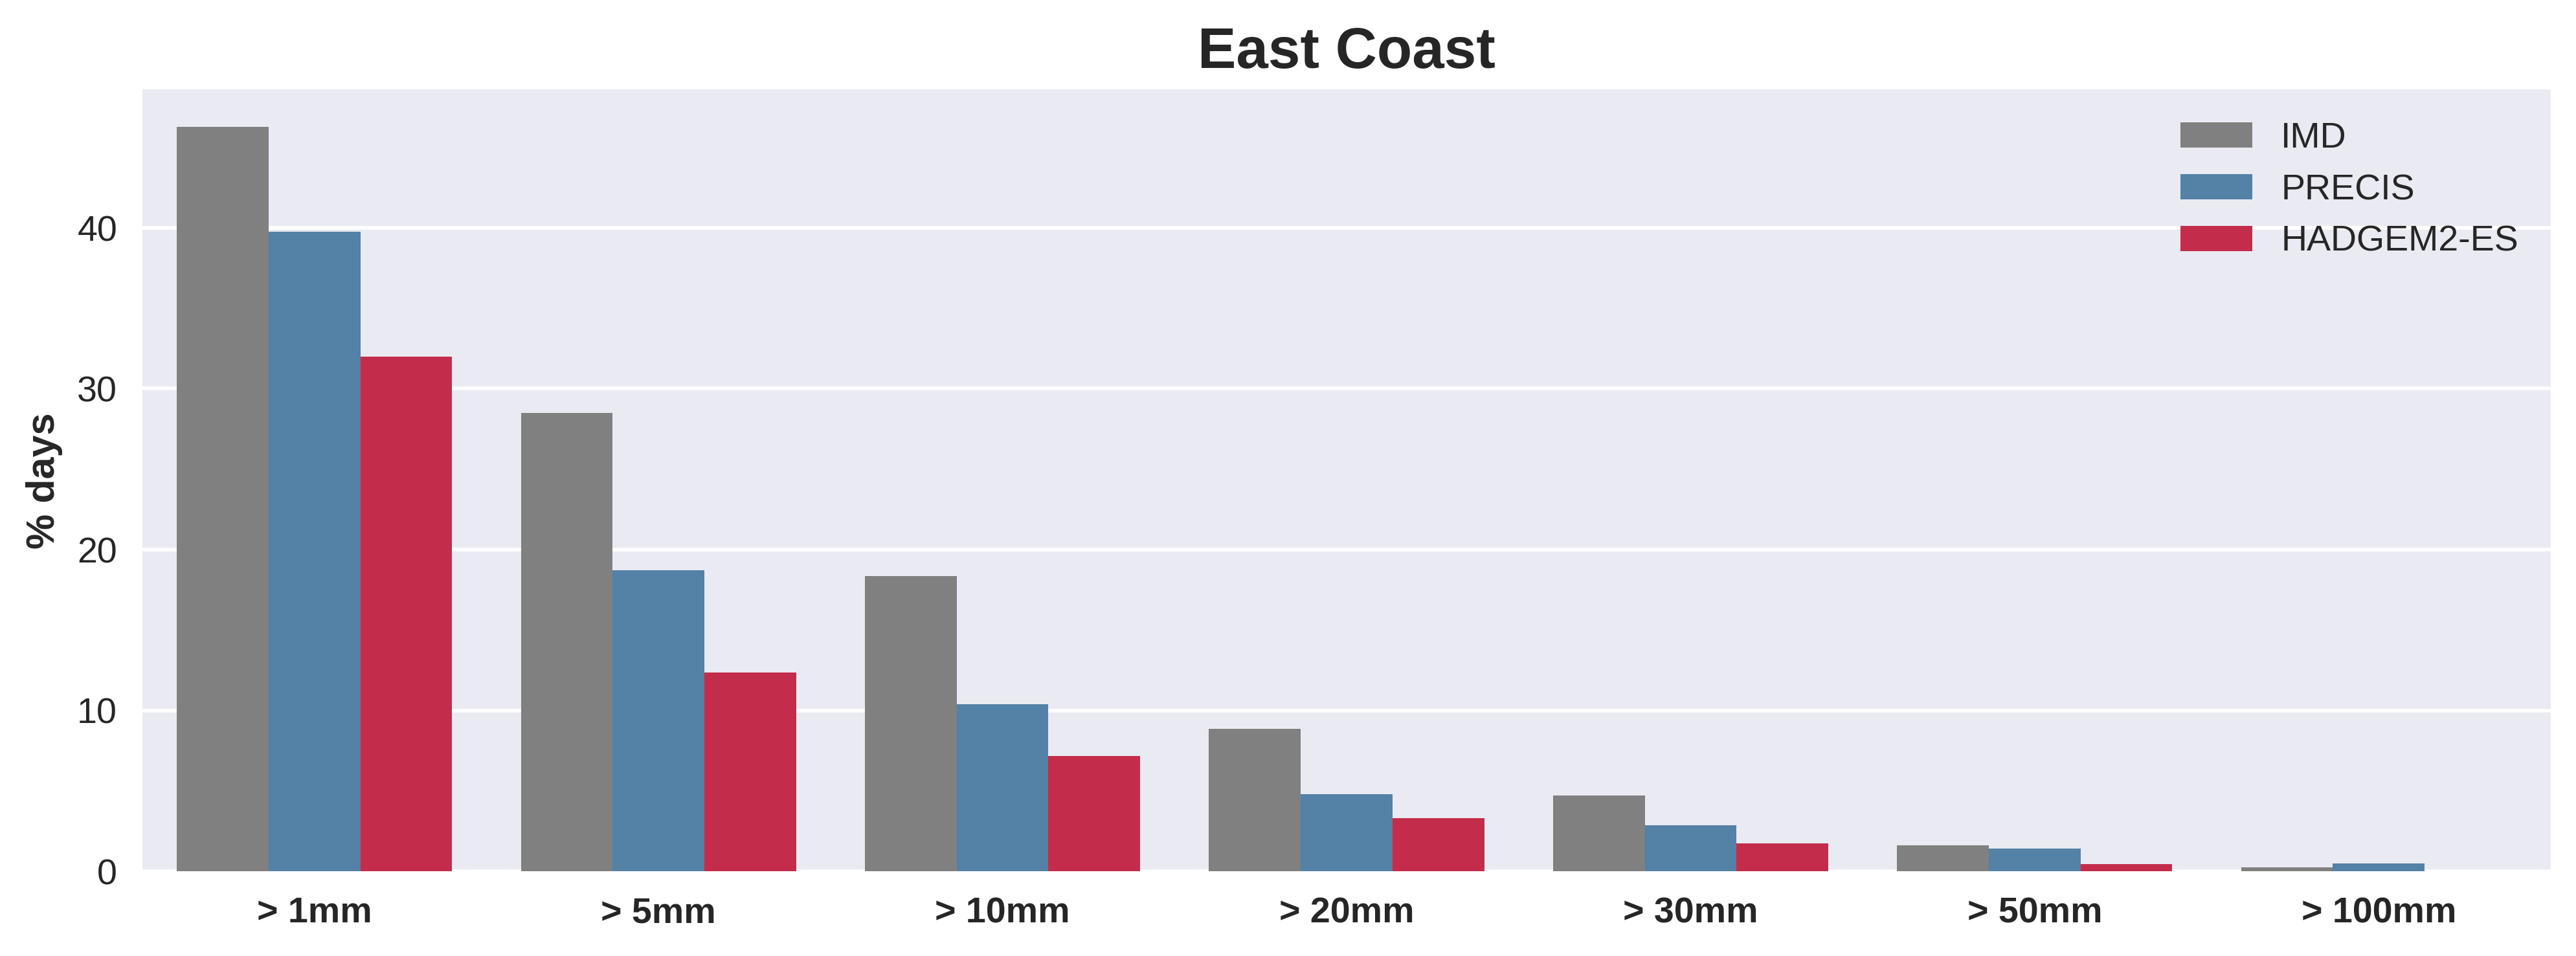 East Coast
IMD
PRECIS
HADGEM2-ES
% days
40
30
20
10
0
> 1mm
> 5mm
> 10mm
> 20mm
> 30mm
> 50mm
> 100mm